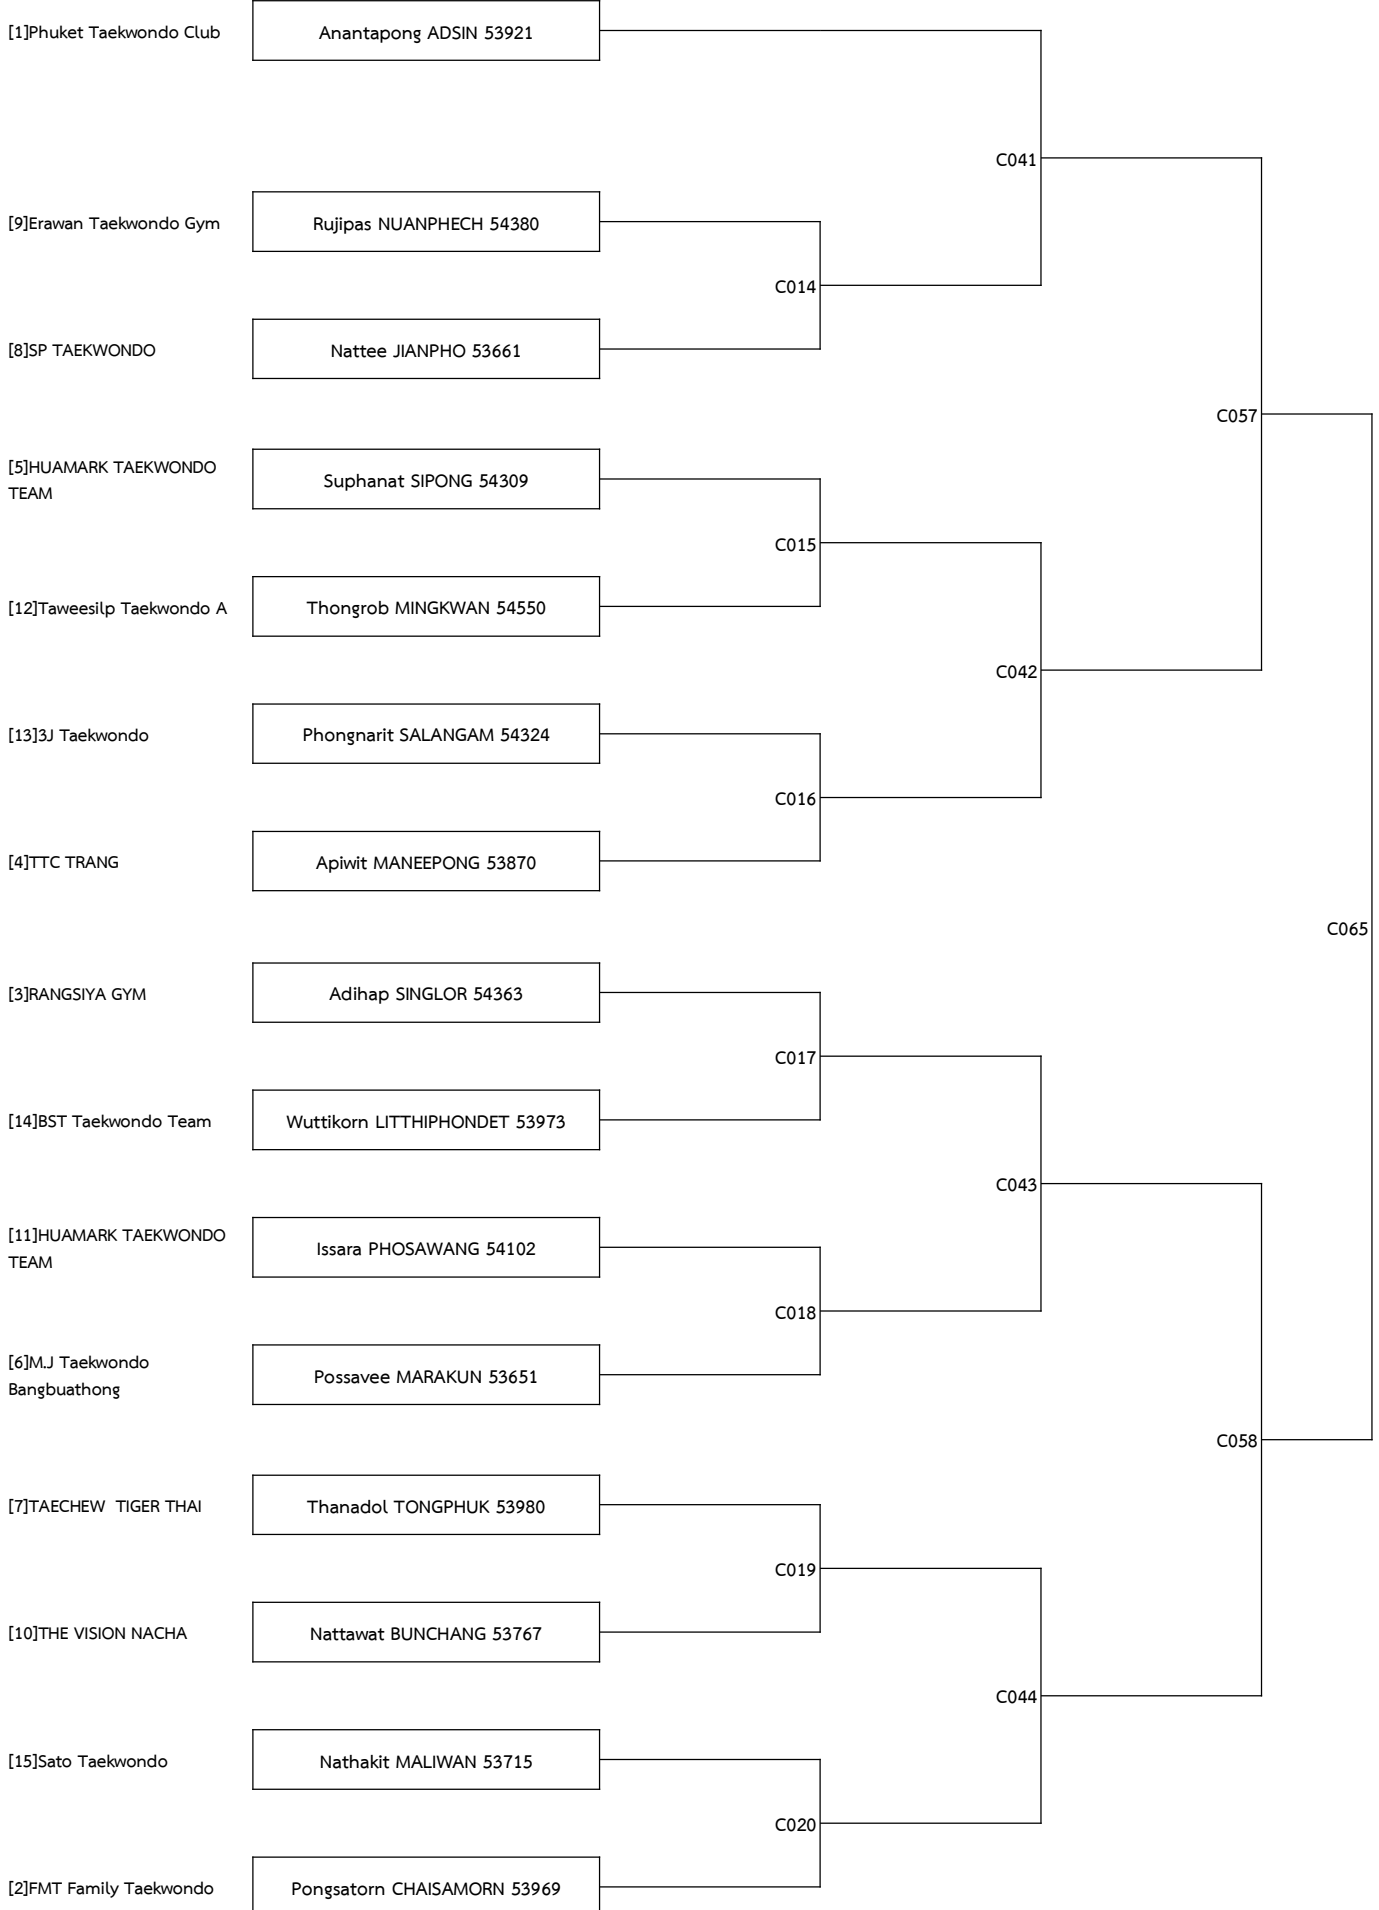 [1]Phuket Taekwondo Club
Anantapong ADSIN 53921
C041
[9]Erawan Taekwondo Gym
Rujipas NUANPHECH 54380
C014
[8]SP TAEKWONDO
Nattee JIANPHO 53661
C057
[5]HUAMARK TAEKWONDO
TEAM
Suphanat SIPONG 54309
C015
[12]Taweesilp Taekwondo A
Thongrob MINGKWAN 54550
C042
[13]3J Taekwondo
Phongnarit SALANGAM 54324
C016
[4]TTC TRANG
Apiwit MANEEPONG 53870
C065
[3]RANGSIYA GYM
Adihap SINGLOR 54363
C017
[14]BST Taekwondo Team
Wuttikorn LITTHIPHONDET 53973
C043
[11]HUAMARK TAEKWONDO
TEAM
Issara PHOSAWANG 54102
C018
[6]M.J Taekwondo
Bangbuathong
Possavee MARAKUN 53651
C058
[7]TAECHEW  TIGER THAI
Thanadol TONGPHUK 53980
C019
[10]THE VISION NACHA
Nattawat BUNCHANG 53767
C044
[15]Sato Taekwondo
Nathakit MALIWAN 53715
C020
[2]FMT Family Taekwondo
Pongsatorn CHAISAMORN 53969